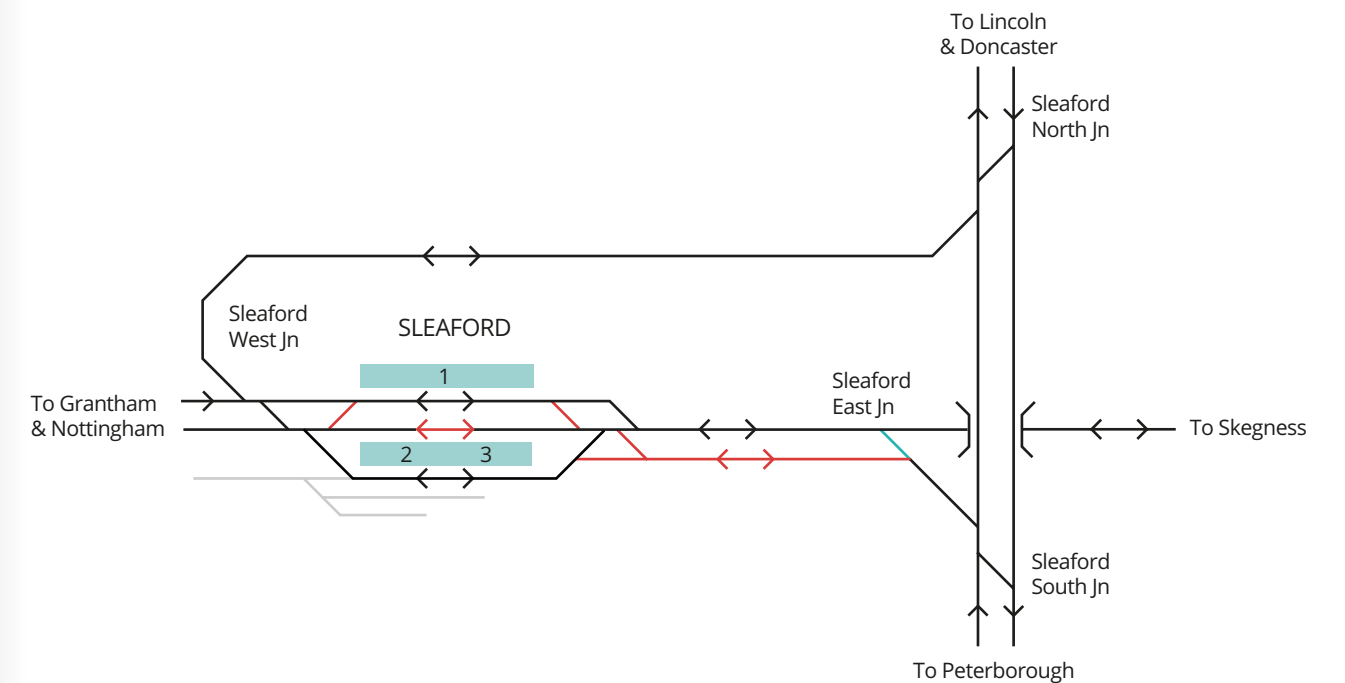 To Lincoln
& Doncaster
Sleaford
North Jn
Sleaford
West Jn
SLEAFORD
1
To Grantham
& Nottingham
Sleaford
East Jn
To Skegness
2
3
Sleaford
South Jn
To Peterborough